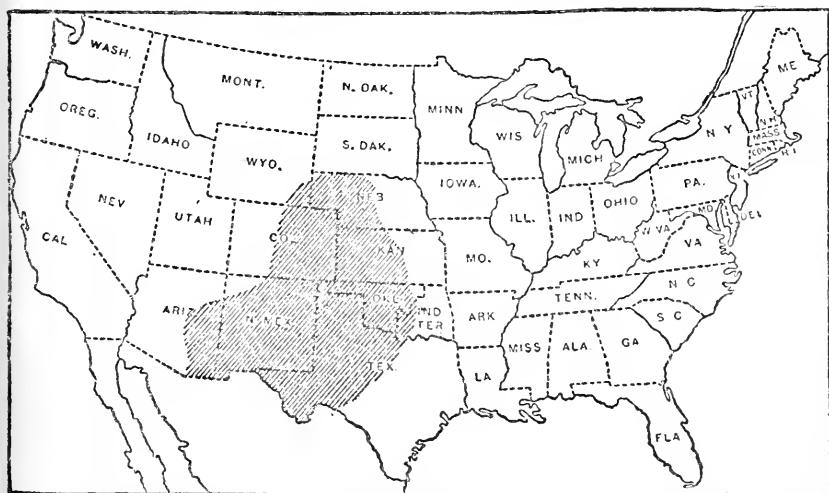 WASH.
MONT.
N. DAK.
MINN
ME
OREG.
IDAHO
S. DAK.
WIS
MICH
N Y
VT.
N.H.
MASS
CONN.
R I
WYO.
NEV
UTAH
CAL
COL
NEB
IOWA.
ILL.
IND
OHIO
PA.
N.J.
MD
DEL
W VA
VA
KAN
MO.
KY
ARIZ
N. MEX.
OKL
IND
TER
ARK
TENN.
N C
S C
TEX.
LA
MISS
ALA.
GA
FLA